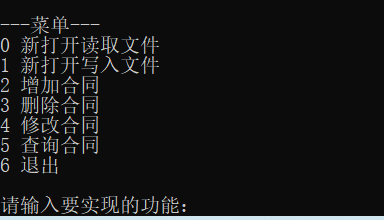 ---菜单---
0 新打开读取文件
1 新打开写入文件
2 增加合同
3 删除合同
4 修改合同
5 查询合同
6 退出
请输入要实现的功能：